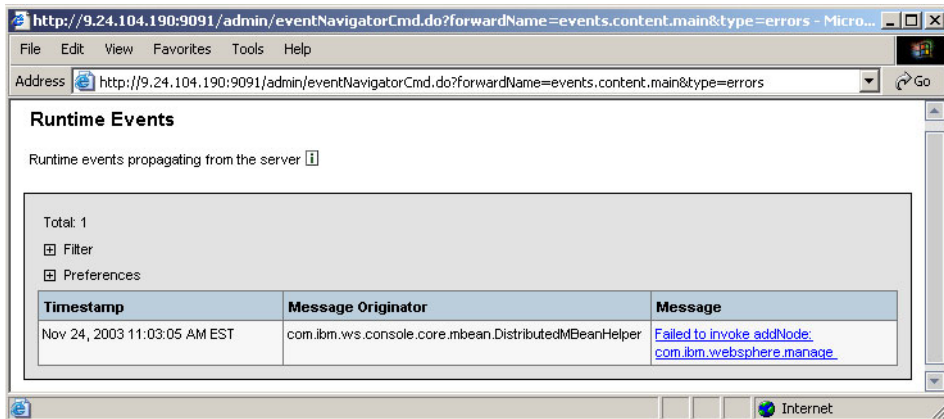 http://9.24.104.190:9091/admin/eventNavigatorCmd.do?forwardName=events.content.main&type=errors - Micro...
File Edit View Favorites Tools Help
Address http://9.24.104.190:9091/admin/eventNavigatorCmd.do?forwardName=events.content.main&type=errors Go
Runtime Events
Runtime events propagating from the server i
Total: 1
Filter
Preferences
Timestamp Message Originator Message
Nov 24, 2003 11:03:05 AM EST com.ibm.ws.console.core.mbean.DistributedMBeanHelper Failed to invoke addNode:
com.ibm.websphere.manage
Internet